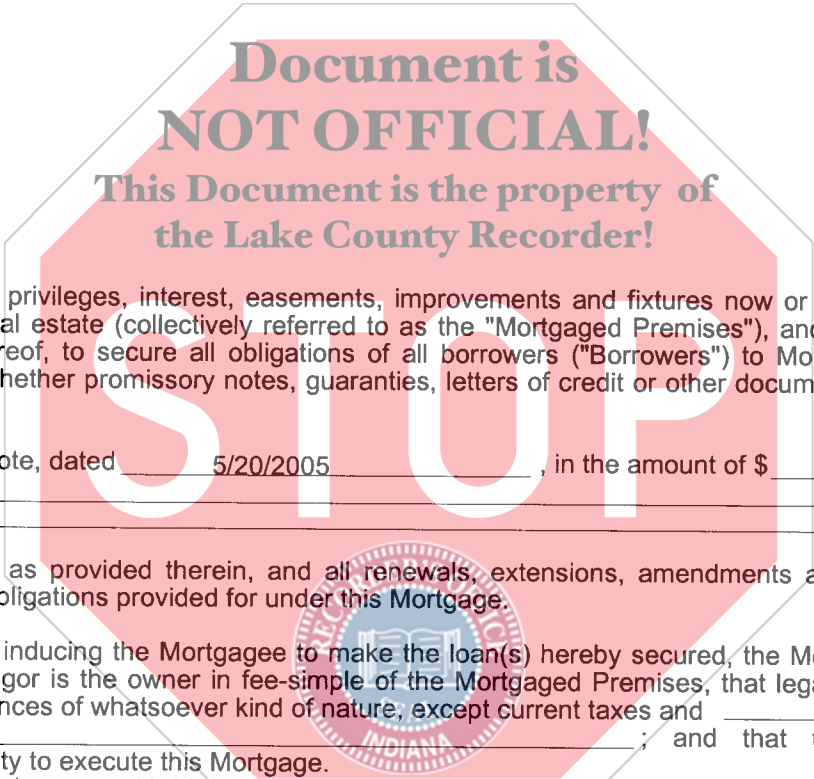 Document is
NOT OFFICIAL!
This Document is the property of
the Lake County Recorder!
privileges, interest, easements, improvements and fixtures now or
al estate (collectively referred to as the "Mortgaged Premises"), and
reof, to secure all obligations of all borrowers ("Borrowers") to Mo
hether promissory notes, guaranties, letters of credit or other docum
STOP
ote, dated 5/20/2005 , in the amount of $
as provided therein, and all renewals, extensions, amendments a
bligations provided for under this Mortgage.
inducing the Mortgagee to make the loan(s) hereby secured, the Mo
gor is the owner in fee-simple of the Mortgaged Premises, that lega
nces of whatsoever kind of nature, except current taxes and
; and that t
ty to execute this Mortgage.
INDIANA